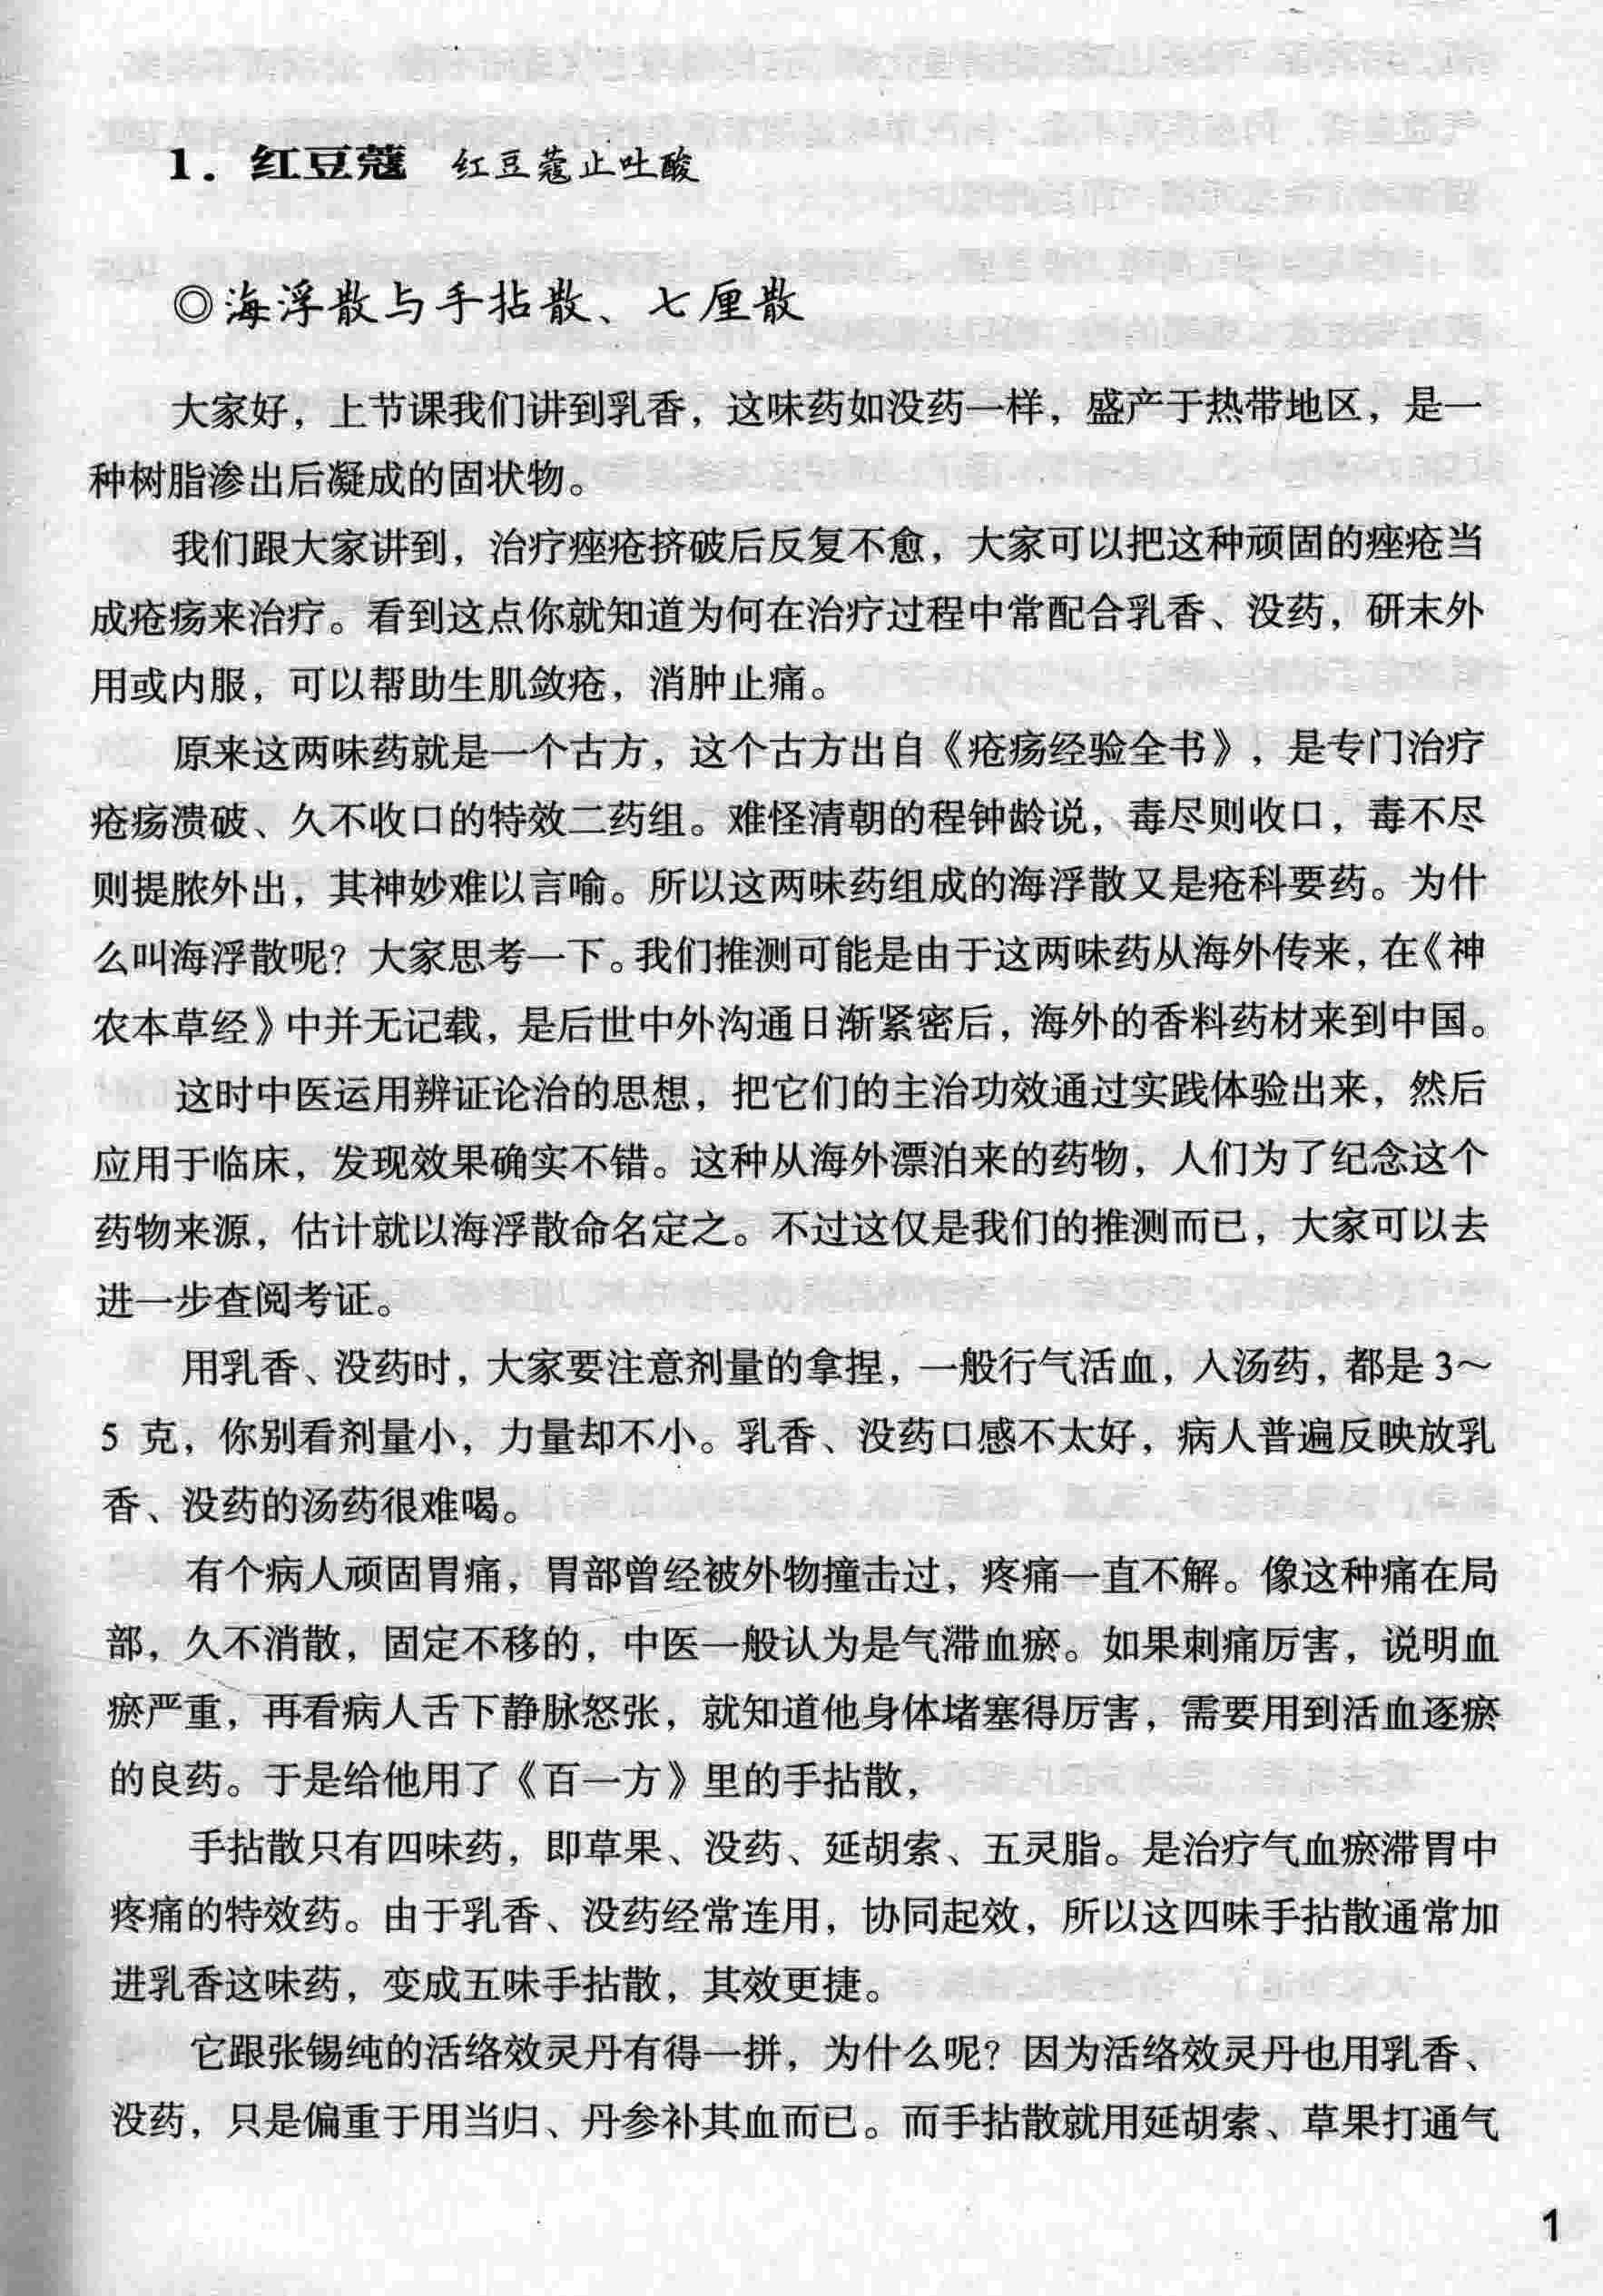 1. 红豆蔻 红豆蔻止吐酸
◎海浮散与手拈散、七厘散
大家好，上节课我们讲到乳香，这味药如没药一样，盛产于热带地区，是一
种树脂渗出后凝成的固状物。
我们跟大家讲到，治疗痤疮挤破后反复不愈，大家可以把这种顽固的痤疮当
成疮疡来治疗。看到这点你就知道为何在治疗过程中常配合乳香、没药，研末外
用或内服，可以帮助生肌敛疮，消肿止痛。
原来这两味药就是一个古方，这个古方出自《疮疡经验全书》，是专门治疗
疮疡溃破、久不收口的特效二药组。难怪清朝的程钟龄说，毒尽则收口，毒不尽
则提脓外出，其神妙难以言喻。所以这两味药组成的海浮散又是疮科要药。为什
么叫海浮散呢？大家思考一下。我们推测可能是由于这两味药从海外传来，在《神
农本草经》中并无记载，是后世中外沟通日渐紧密后，海外的香料药材来到中国。
这时中医运用辨证论治的思想，把它们的主治功效通过实践体验出来，然后
应用于临床，发现效果确实不错。这种从海外漂泊来的药物，人们为了纪念这个
药物来源，估计就以海浮散命名定之。不过这仅是我们的推测而已，大家可以去
进一步查阅考证。
用乳香、没药时，大家要注意剂量的拿捏，一般行气活血，入汤药，都是 3～
5 克，你别看剂量小，力量却不小。乳香、没药口感不太好，病人普遍反映放乳
香、没药的汤药很难喝。
有个病人顽固胃痛，胃部曾经被外物撞击过，疼痛一直不解。像这种痛在局
部，久不消散，固定不移的，中医一般认为是气滞血瘀。如果刺痛厉害，说明血
瘀严重，再看病人舌下静脉怒张，就知道他身体堵塞得厉害，需要用到活血逐瘀
的良药。于是给他用了《百一方》里的手拈散，
手拈散只有四味药，即草果、没药、延胡索、五灵脂。是治疗气血瘀滞胃中
疼痛的特效药。由于乳香、没药经常连用，协同起效，所以这四味手拈散通常加
进乳香这味药，变成五味手拈散，其效更捷。
它跟张锡纯的活络效灵丹有得一拼，为什么呢？因为活络效灵丹也用乳香、
没药，只是偏重于用当归、丹参补其血而已。而手拈散就用延胡索、草果打通气
1